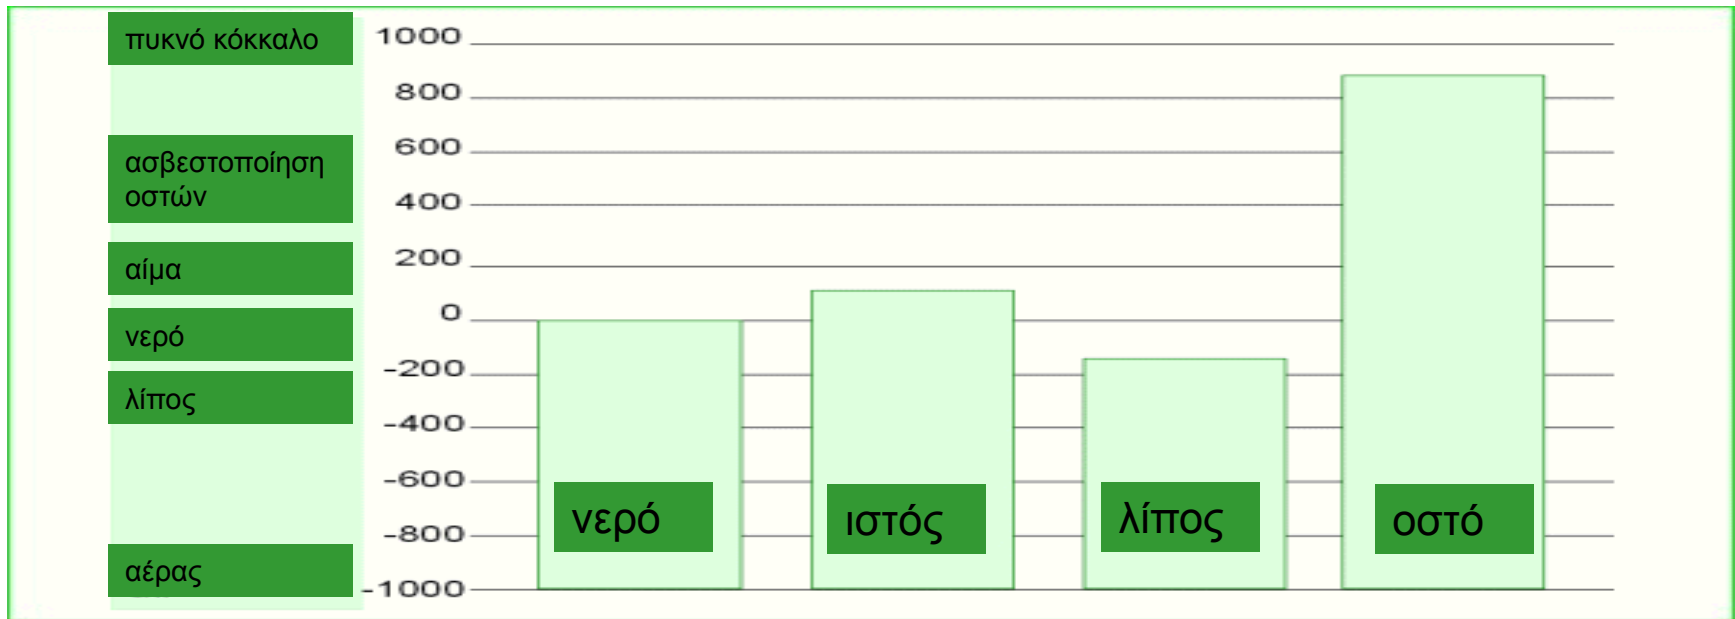 πυκνό κόκκαλο
ασβεστοποίηση
οστών
αίμα
νερό
λίπος
αέρας
1000
800
600
400
200
0
-200
-400
-600
-800
-1000
νερό
ιστός
λίπος
οστό